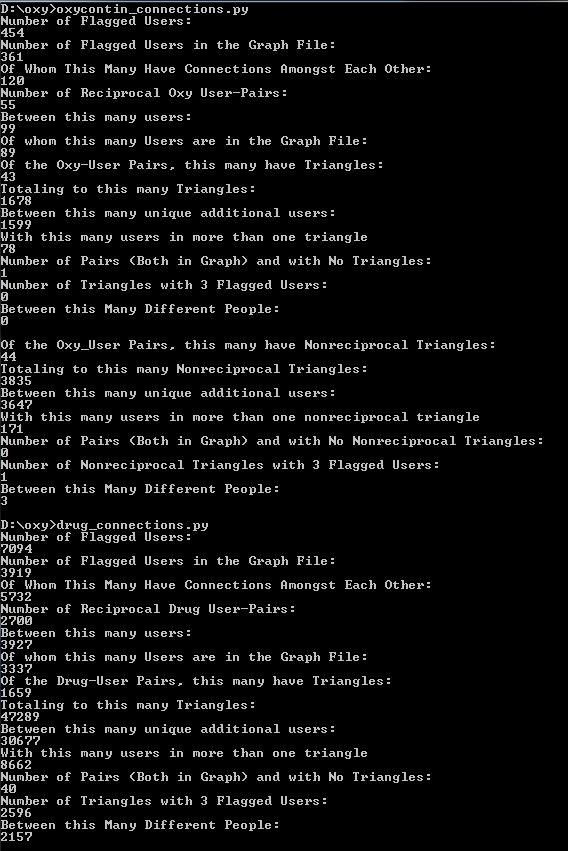 D:\oxy>oxycontin_connections.py
Number of Flagged Users:
454
Number of Flagged Users in the Graph File:
361
Of Whom This Many Have Connections Amongst Each Other:
120
Number of Reciprocal Oxy User-Pairs:
55
Between this many users:
99
Of whom this many Users are in the Graph File:
89
Of the Oxy-User Pairs, this many have Triangles:
43
Totaling to this many Triangles:
1678
Between this many unique additional users:
1599
With this many users in more than one triangle
78
Number of Pairs (Both in Graph) and with No Triangles:
1
Number of Triangles with 3 Flagged Users:
0
Between this Many Different People:
0
Of the Oxy_User Pairs, this many have Nonreciprocal Triangles:
44
Totaling to this many Nonreciprocal Triangles:
3835
Between this many unique additional users:
3647
With this many users in more than one nonreciprocal triangle
171
Number of Pairs (Both in Graph) and with No Nonreciprocal Triangles:
0
Number of Nonreciprocal Triangles with 3 Flagged Users:
1
Between this Many Different People:
3
D:\oxy>drug_connections.py
Number of Flagged Users:
7094
Number of Flagged Users in the Graph File:
3919
Of Whom This Many Have Connections Amongst Each Other:
5732
Number of Reciprocal Drug User-Pairs:
2700
Between this many users:
3927
Of whom this many Users are in the Graph File:
3337
Of the Drug-User Pairs, this many have Triangles:
1659
Totaling to this many Triangles:
47289
Between this many unique additional users:
30677
With this many users in more than one triangle
8662
Number of Pairs (Both in Graph) and with No Triangles:
40
Number of Triangles with 3 Flagged Users:
2596
Between this Many Different People:
2157